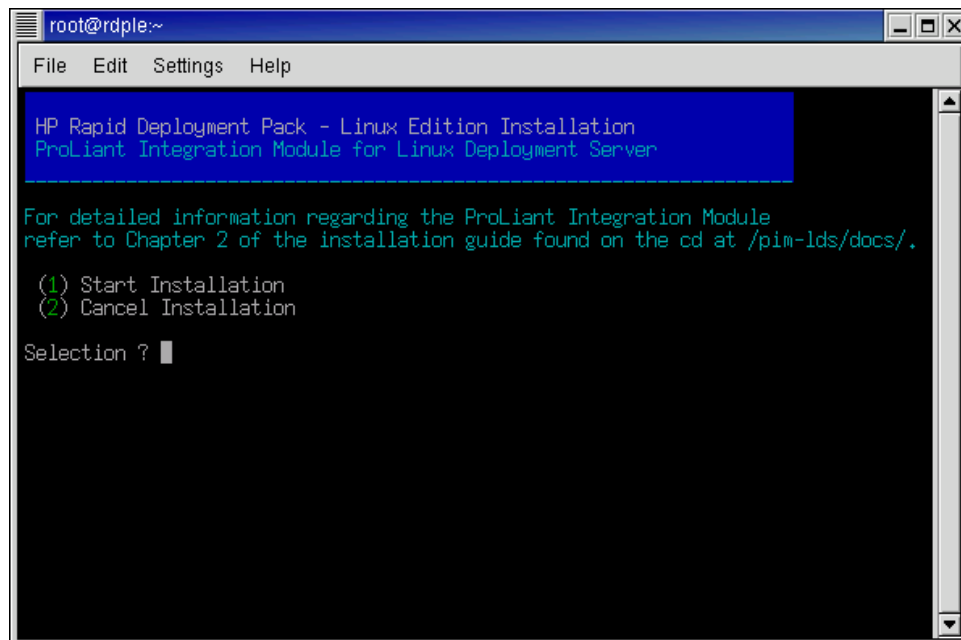 root@rdple:~
File Edit Settings Help
HP Rapid Deployment Pack - Linux Edition Installation
ProLiant Integration Module for Linux Deployment Server
For detailed information regarding the ProLiant Integration Module
refer to Chapter 2 of the installation guide found on the cd at /pim-lds/docs/.
(1) Start Installation
(2) Cancel Installation
Selection ?